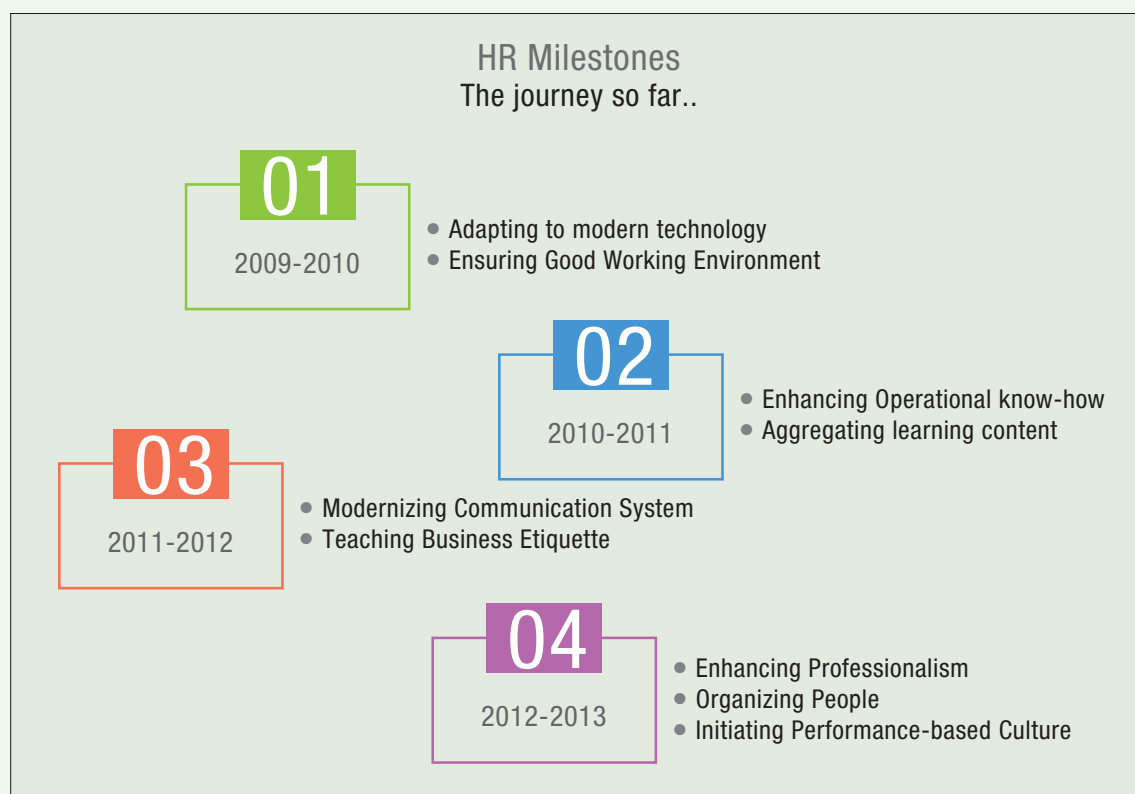 HR Milestones
The journey so far..
01
2009-2010
● Adapting to modern technology
● Ensuring Good Working Environment
02
2010-2011
● Enhancing Operational know-how
● Aggregating learning content
03
2011-2012
● Modernizing Communication System
● Teaching Business Etiquette
04
2012-2013
● Enhancing Professionalism
● Organizing People
● Initiating Performance-based Culture